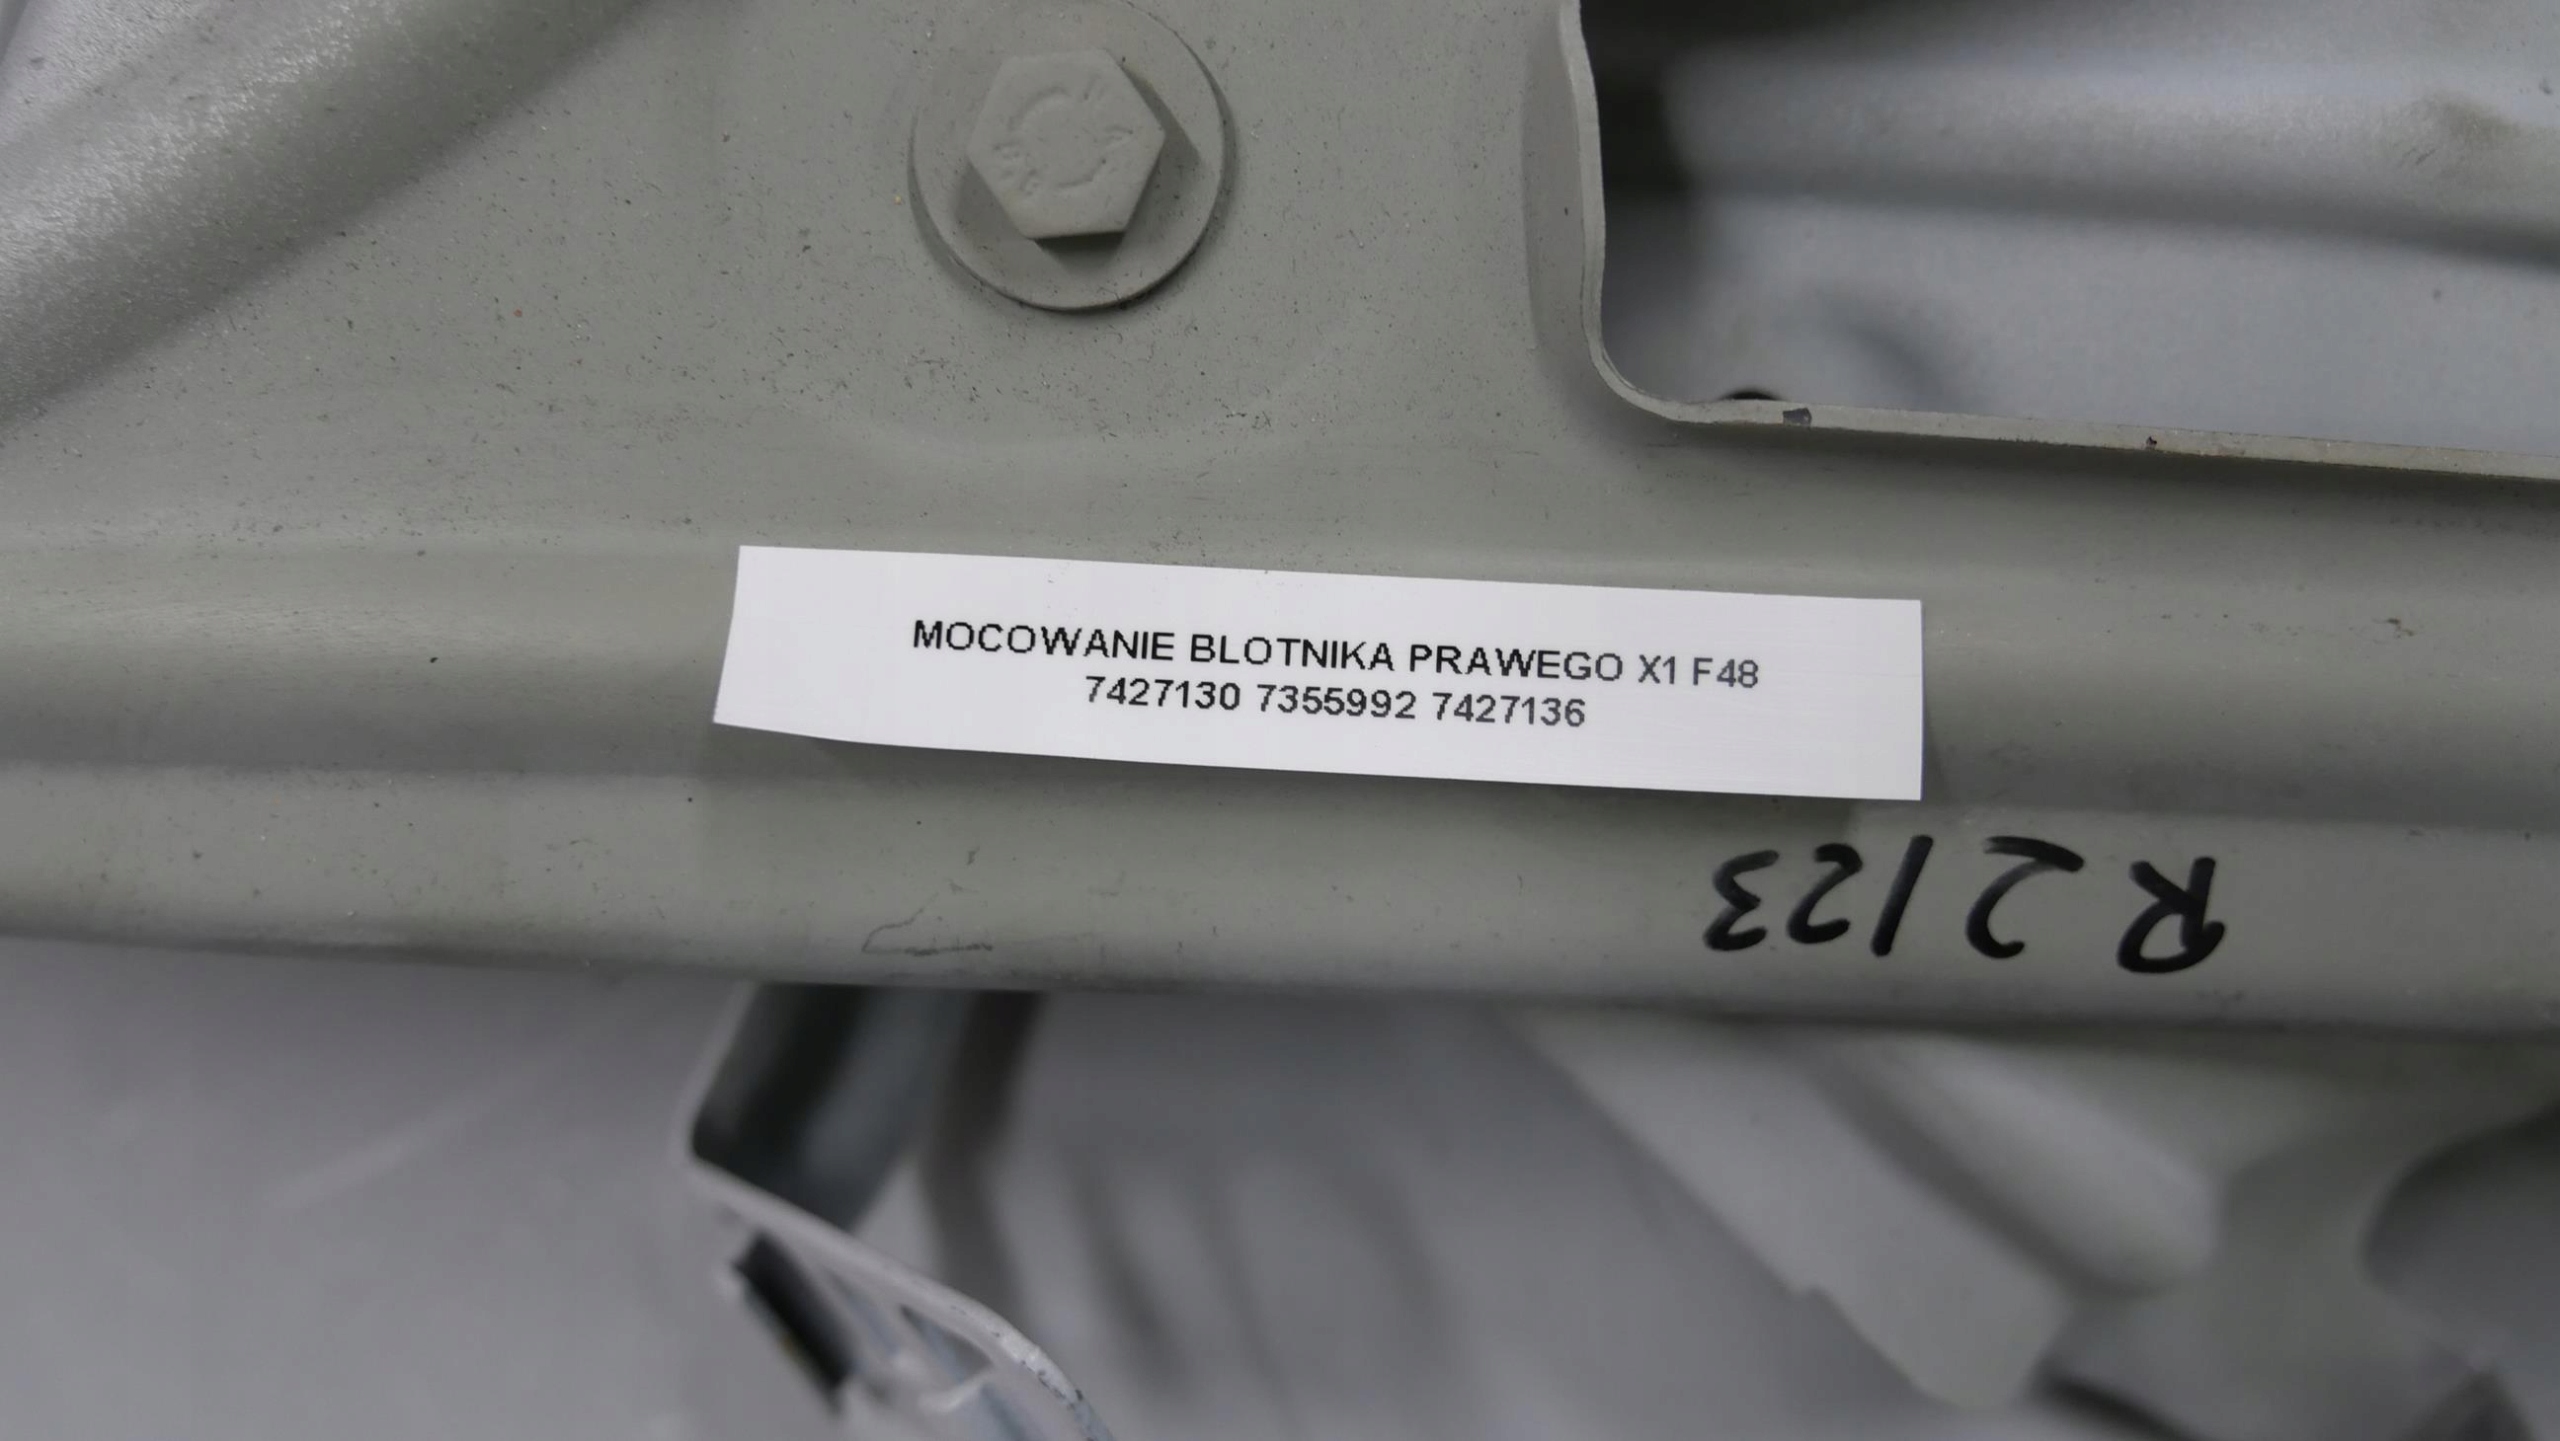 MOCOWANIE BLOTNIKA PRAWEGO X1 F48
7427130 7355992 7427136
R 2/23